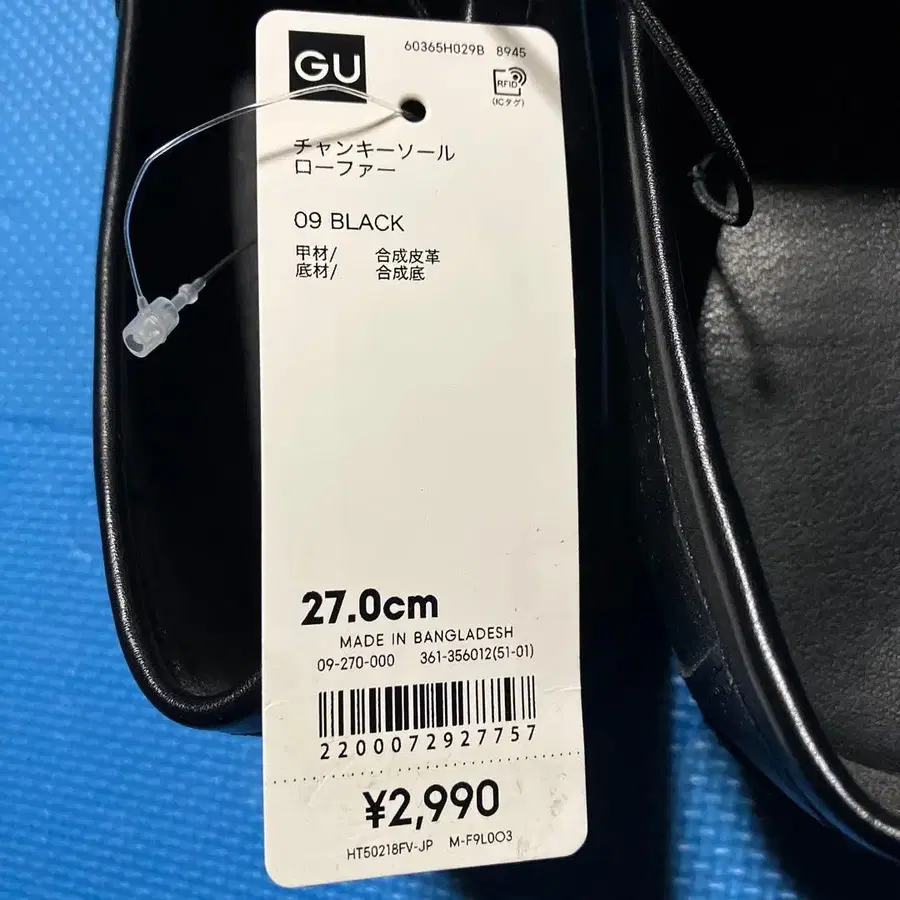 GU
60365H029B 8945
RFID
(ICタグ)
チャンキーソール
ローファー
09 BLACK
甲材/ 合成皮革
底材/ 合成底
27.0cm
MADE IN BANGLADESH
09-270-000 361-356012(51-01)
2200072927757
¥2,990
HT50218FV-JP M-F9L0O3